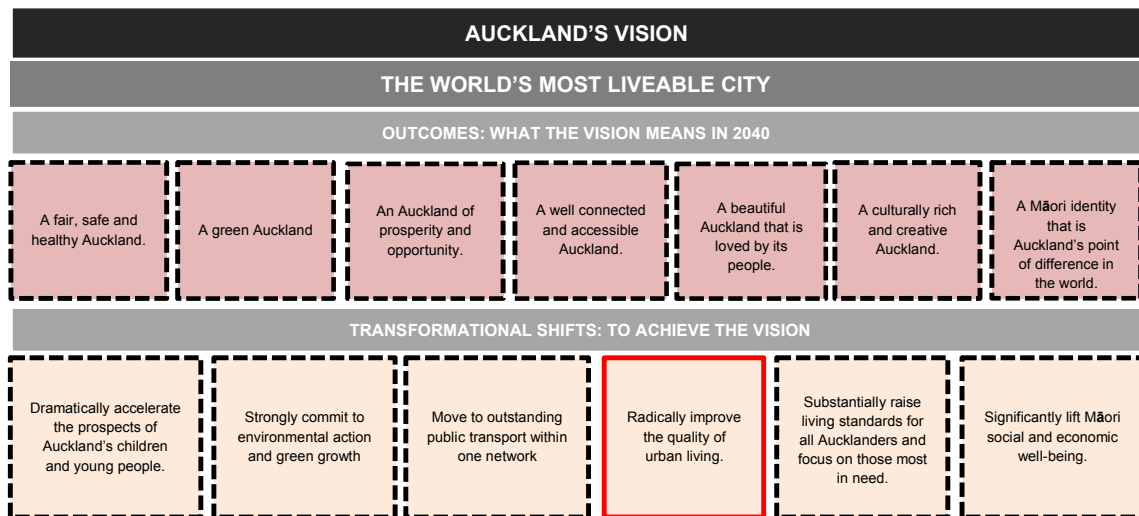 AUCKLAND'S VISION
THE WORLD'S MOST LIVEABLE CITY
OUTCOMES: WHAT THE VISION MEANS IN 2040
A fair, safe and
healthy Auckland.
A green Auckland
An Auckland of
prosperity and
opportunity.
A well connected
and accessible
Auckland.
A beautiful
Auckland that is
loved by its
people.
A culturally rich
and creative
Auckland.
A Māori identity
that is
Auckland's point
of difference in
the world.
TRANSFORMATIONAL SHIFTS: TO ACHIEVE THE VISION
Dramatically accelerate
the prospects of
Auckland's children
and young people.
Strongly commit to
environmental action
and green growth
Move to outstanding
public transport within
one network
Radically improve
the quality of
urban living.
Substantially raise
living standards for
all Aucklanders and
focus on those most
in need.
Significantly lift Māori
social and economic
well-being.